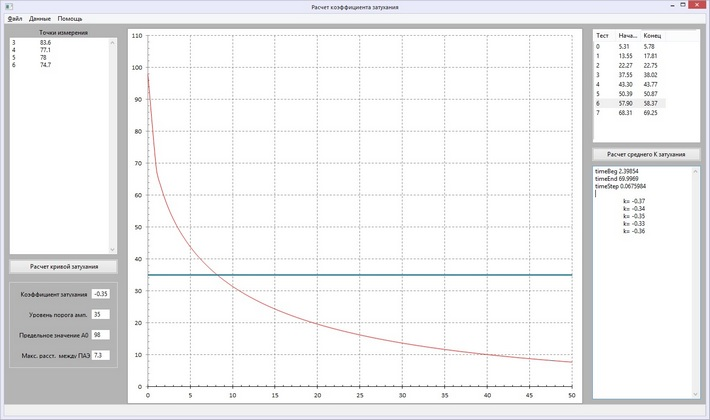 Расчет коэффициента затухания
Файл Данные Помощь
Точки измерения
3 83.6
4 77.1
5 78
6 74.7
Расчет кривой затухания
Коэффициент затухания -0.35
Уровень порога амп. 35
Предельное значение А0 98
Макс. расст. между ПАЭ 7.3
110
100
90
80
70
60
50
40
30
20
10
0
0 5 10 15 20 25 30 35 40 45 50
Тест Нача... Конец
0 5.31 5.78
1 13.55 17.81
2 22.27 22.75
3 37.55 38.02
4 43.30 43.77
5 50.39 50.87
6 57.90 58.37
7 68.31 69.25
Расчет среднего К затухания
timeBeg 2.39854
timeEnd 69.9969
timeStep 0.0675984
k= -0.37
k= -0.34
k= -0.35
k= -0.33
k= -0.36